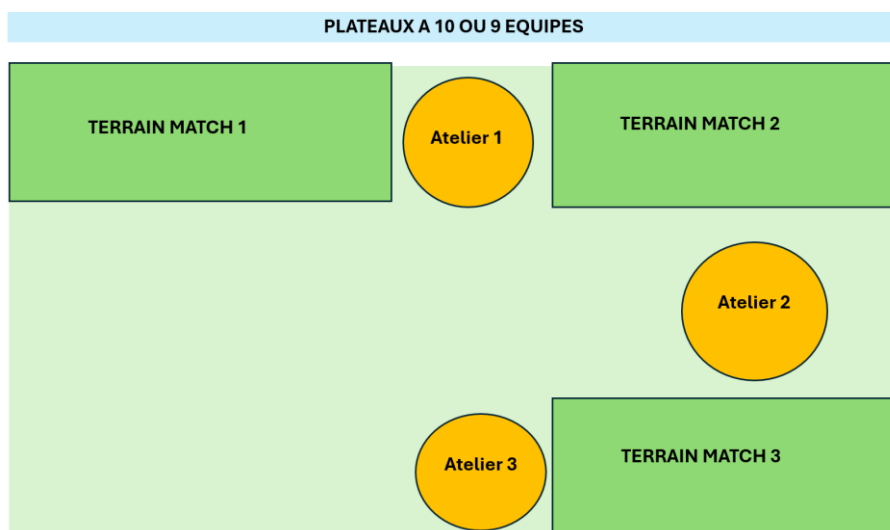 PLATEAUX A 10 OU 9 EQUIPES
TERRAIN MATCH 1
Atelier 1
TERRAIN MATCH 2
Atelier 2
Atelier 3
TERRAIN MATCH 3